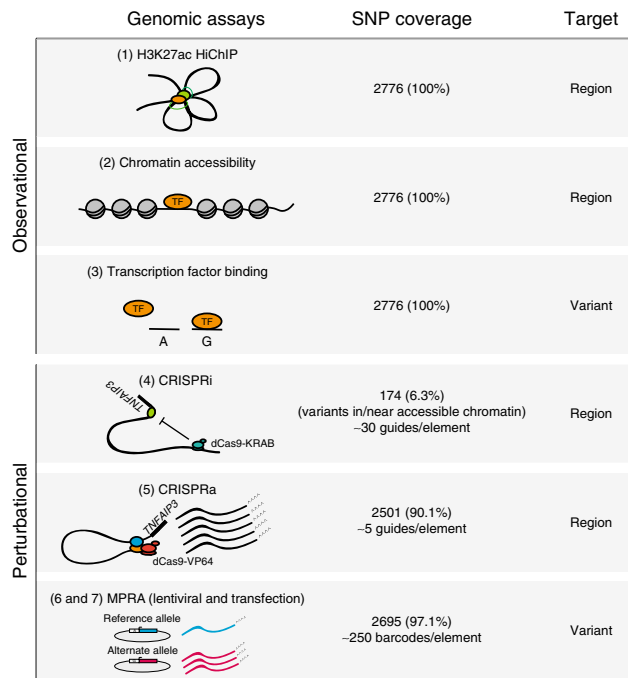 Genomic assays SNP coverage Target
Observational
(1) H3K27ac HiChIP
2776 (100%) Region
(2) Chromatin accessibility
TF
2776 (100%) Region
(3) Transcription factor binding
TF TF
A G
2776 (100%) Variant
Perturbational
(4) CRISPRi
TNFAIP3
dCas9-KRAB
174 (6.3%)
(variants in/near accessible chromatin)
~30 guides/element
Region
(5) CRISPRa
TNFAIP3
dCas9-VP64
2501 (90.1%)
~5 guides/element
Region
(6 and 7) MPRA (lentiviral and transfection)
Reference allele
Alternate allele
2695 (97.1%)
~250 barcodes/element
Variant